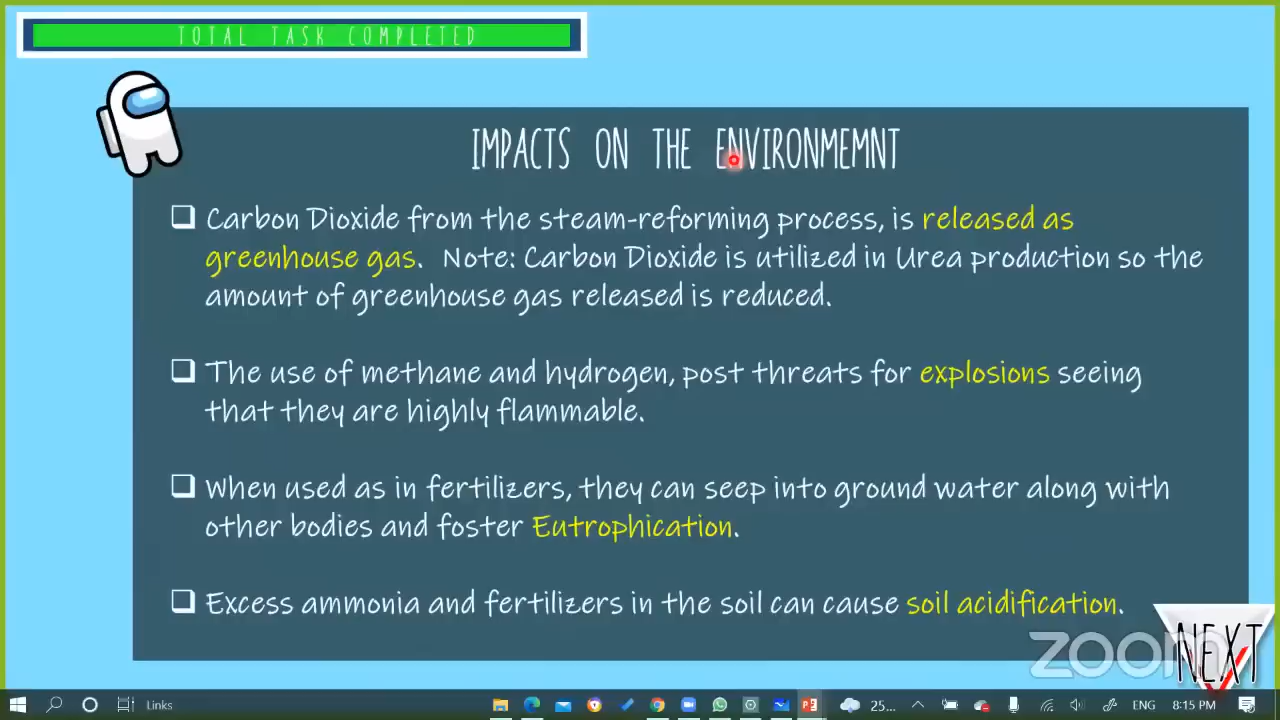 TOTAL TASK COMPLETED
IMPACTS ON THE ENVIRONMEMNT
Carbon Dioxide from the steam-reforming process, is released as
greenhouse gas. Note: Carbon Dioxide is utilized in Urea production so the
amount of greenhouse gas released is reduced.
The use of methane and hydrogen, post threats for explosions seeing
that they are highly flammable.
When used as in fertilizers, they can seep into ground water along with
other bodies and foster Eutrophication.
Excess ammonia and fertilizers in the soil can cause soil acidification.
zoom
NEXT
Links
25...
ENG
8:15 PM